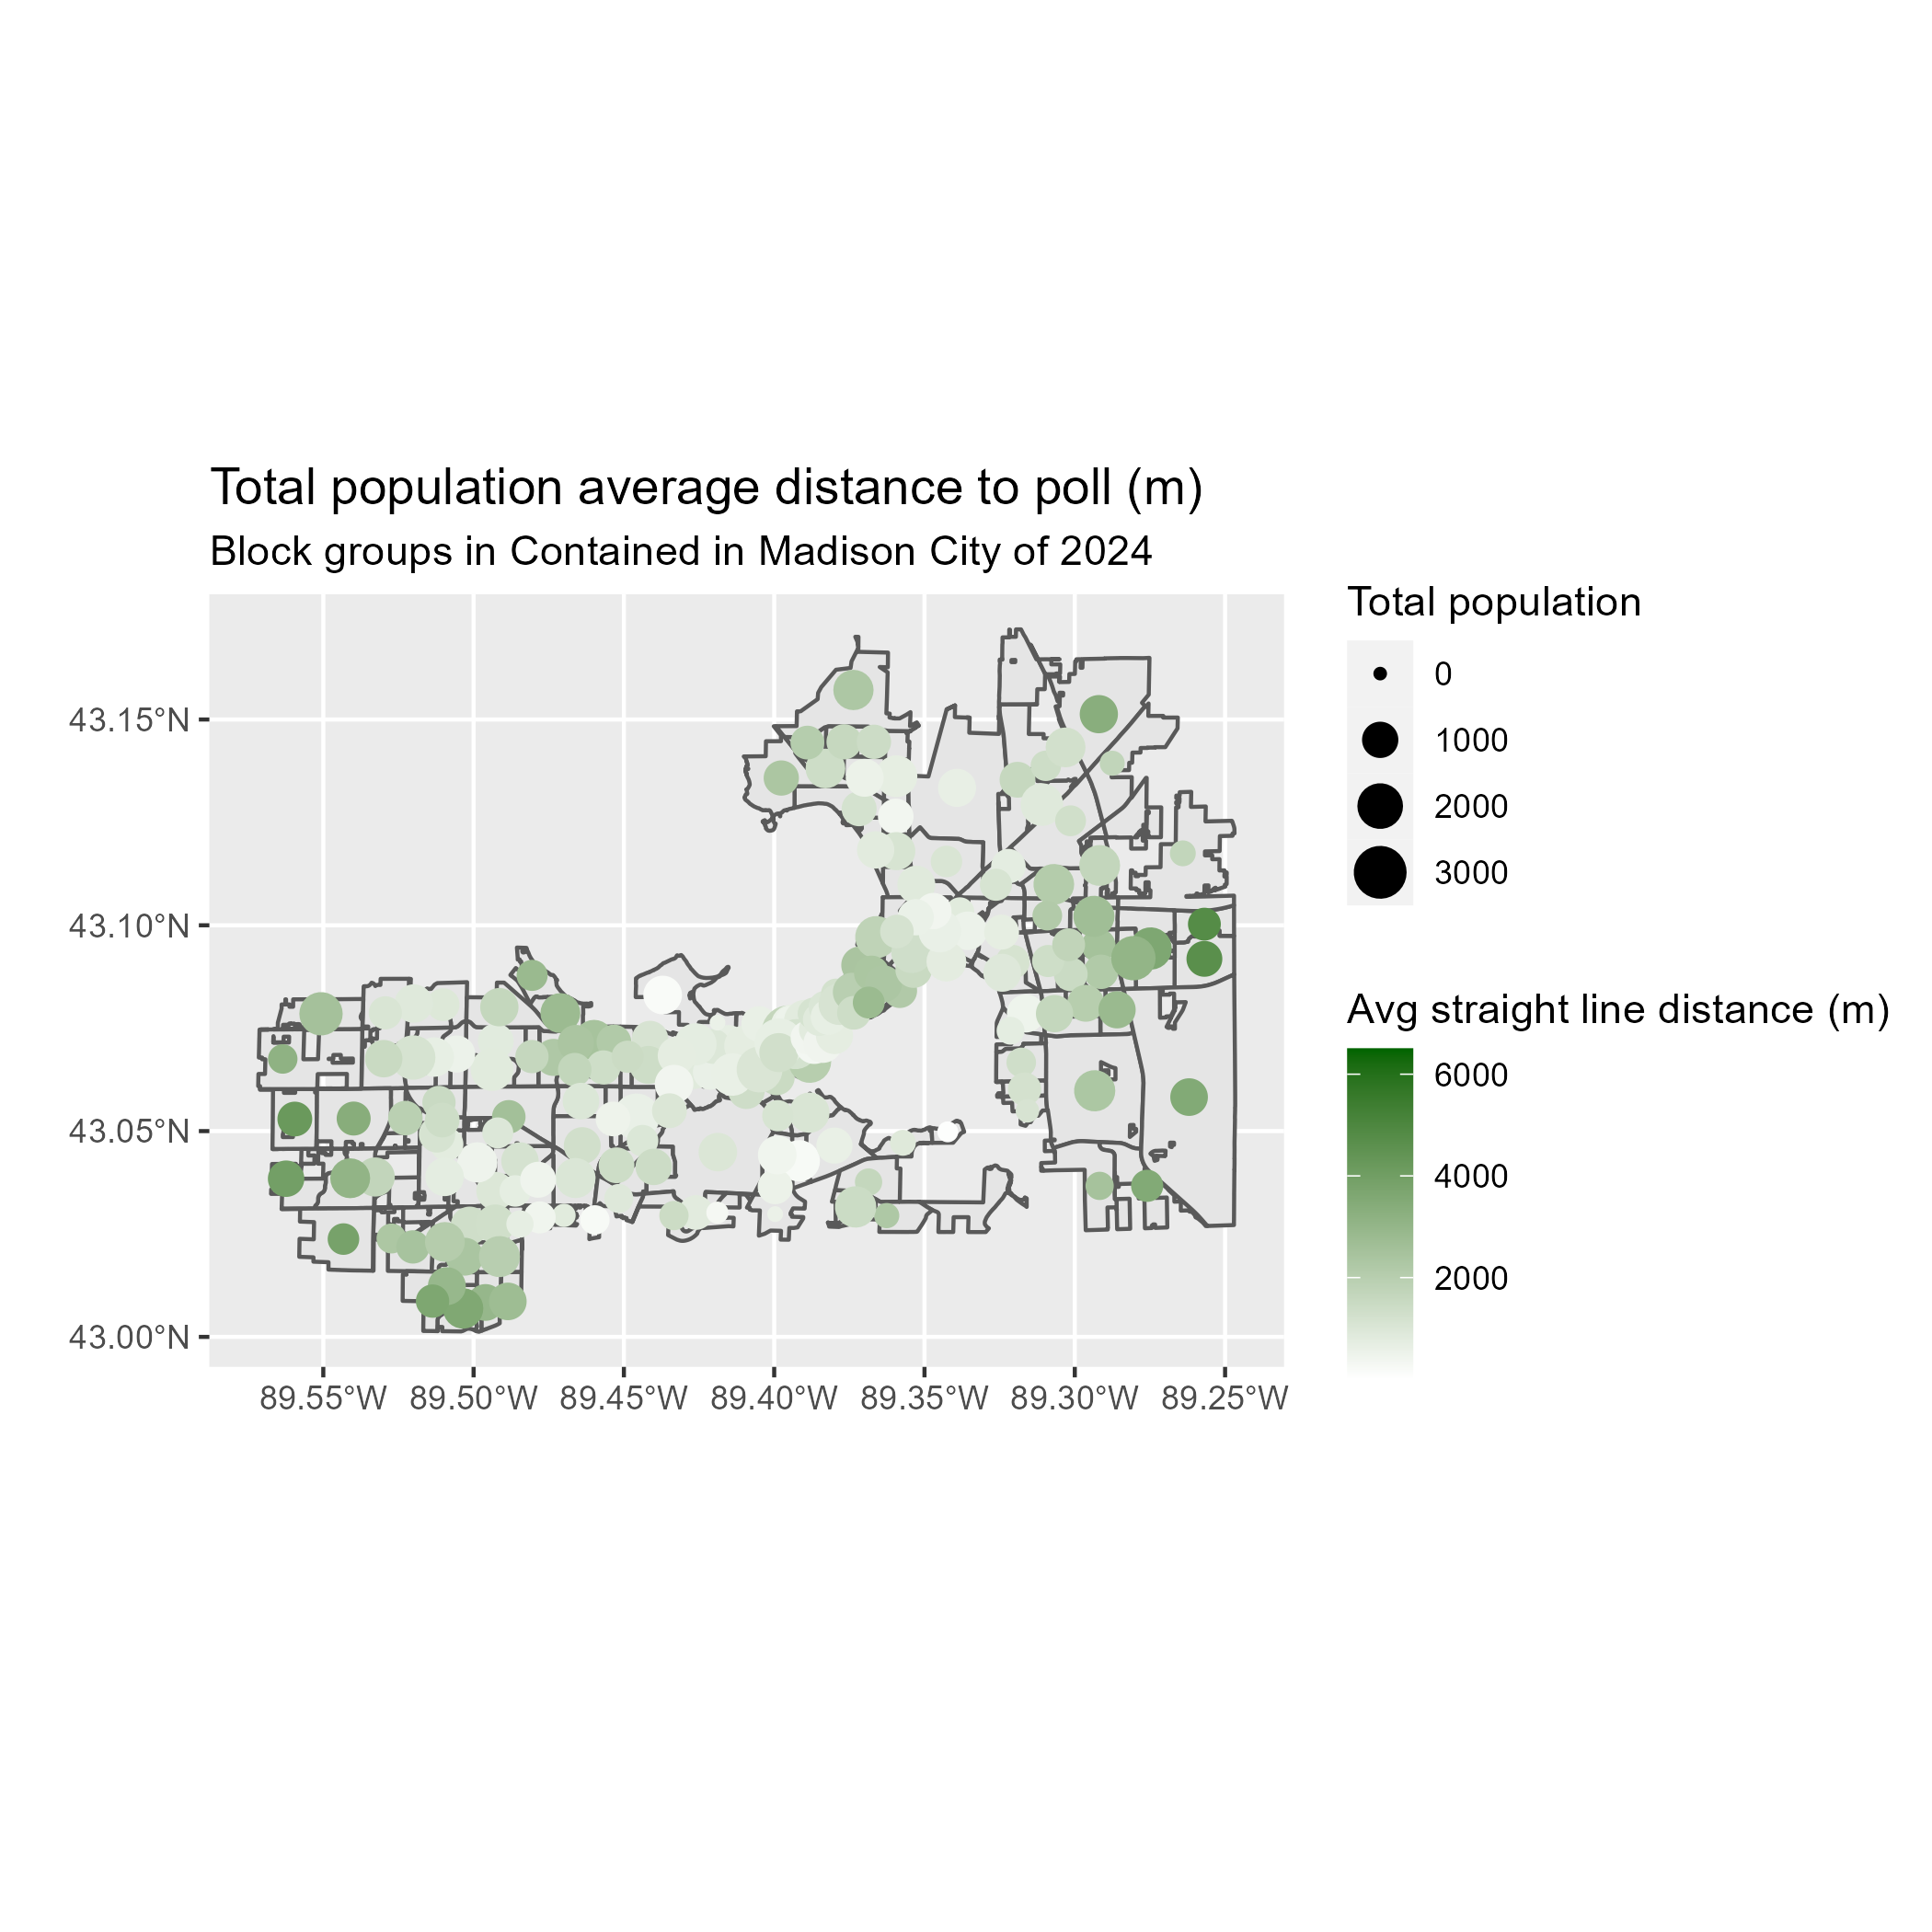 Total population average distance to poll (m)
Block groups in Contained in Madison City of 2024
Total population
0
1000
2000
3000
Avg straight line distance (m)
6000
4000
2000
43.15°N
43.10°N
43.05°N
43.00°N
89.55°W 89.50°W 89.45°W 89.40°W 89.35°W 89.30°W 89.25°W